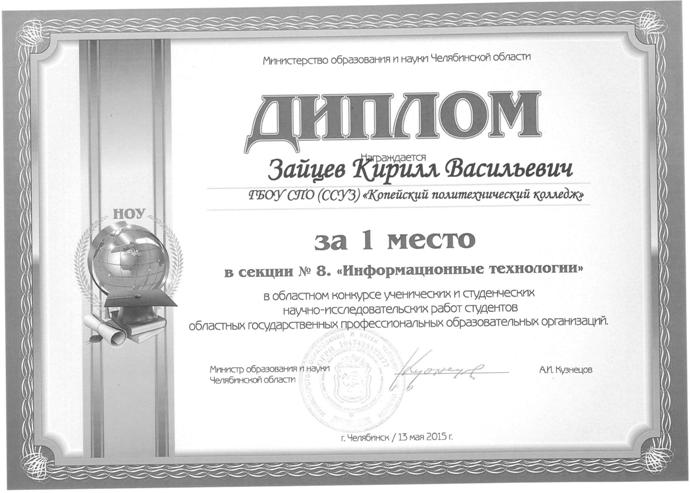 Министерство образования и науки Челябинской области
ДИПЛОМ
Награждается
Зайцев Кирилл Васильевич
ГБОУ СПО (ССУЗ) «Копейский политехнический колледж»
НОУ
за 1 место
в секции № 8. «Информационные технологии»
в областном конкурсе ученических и студенческих
научно-исследовательских работ студентов
областных государственных профессиональных образовательных организаций.
Министр образования и науки
Челябинской области
А.И. Кузнецов
г. Челябинск / 13 мая 2015 г.